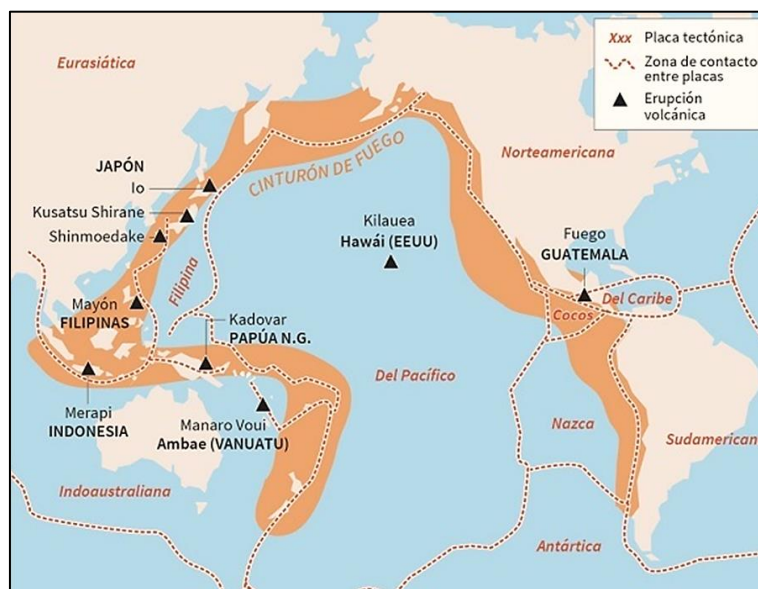 Xxx Placa tectónica
Zona de contacto
entre placas
Erupción
volcánica
Eurasiática
Norteamericana
CINTURÓN DE FUEGO
JAPÓN
Io
Kusatsu Shirane
Shinmoedake
Filipina
Mayón
FILIPINAS
Kadovar
PAPÚA N.G.
Kilauea
Hawái (EEUU)
Fuego
GUATEMALA
Del Caribe
Cocos
Merapi
INDONESIA
Manaro Voui
Ambae (VANUATU)
Del Pacífico
Nazca
Sudamerican
Indoaustraliana
Antártica